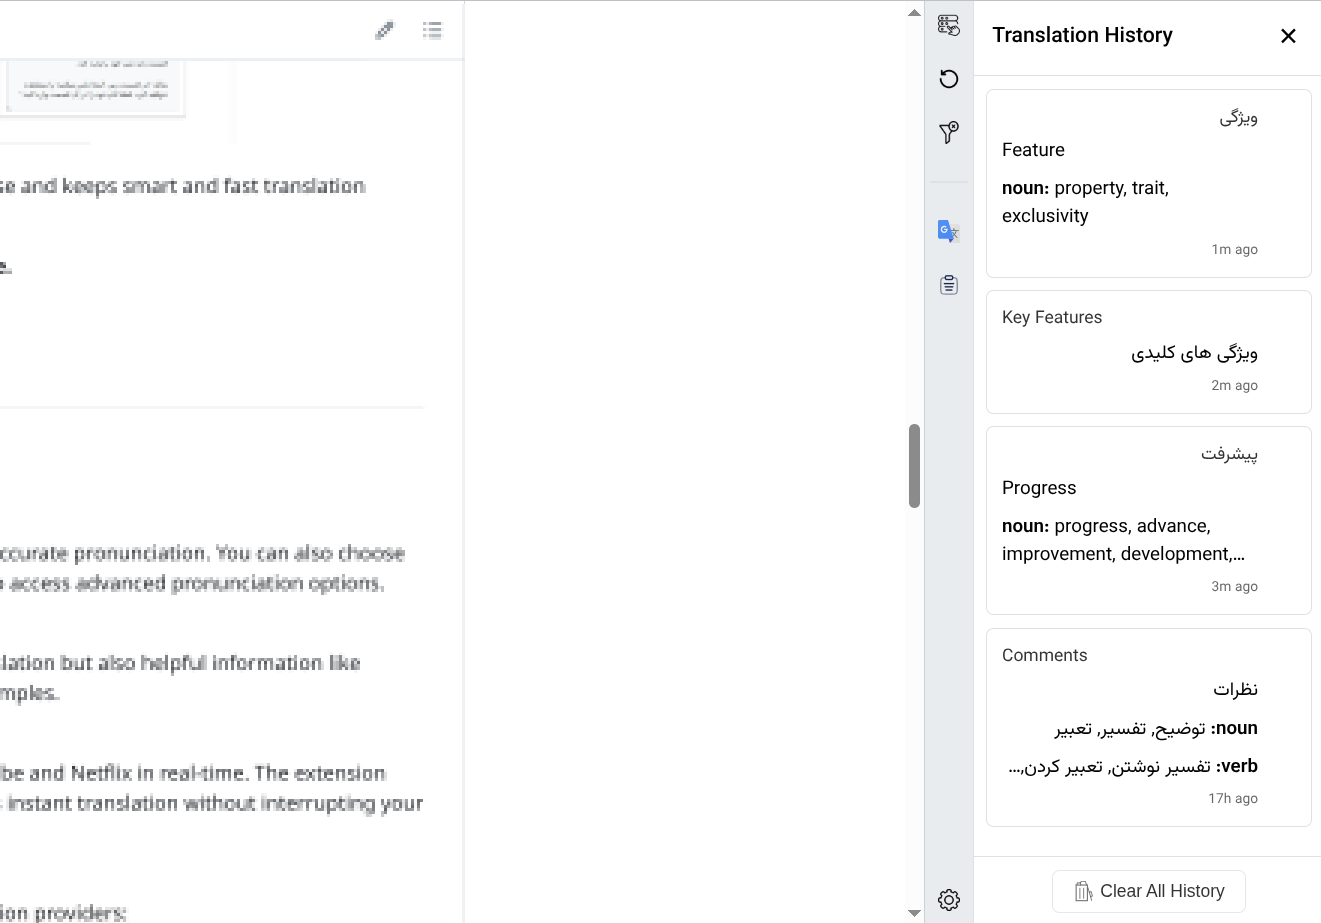 se and keeps smart and fast translation
e.
ccurate pronunciation. You can also choose
access advanced pronunciation options.
lation but also helpful information like
mples.
be and Netflix in real-time. The extension
instant translation without interrupting your
ion providers:
Translation History
ویژگی
Feature
noun: property, trait,
exclusivity
1m ago
Key Features
ویژگی های کلیدی
2m ago
پیشرفت
Progress
noun: progress, advance,
improvement, development,...
3m ago
Comments
نظرات
noun: توضیح, تفسیر, تعبیر
verb: تفسیر نوشتن, تعبیر کردن,...
17h ago
Clear All History